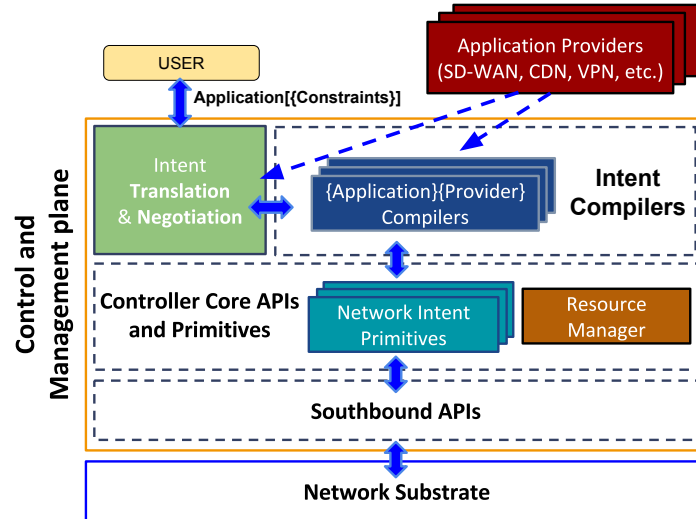 Application Providers
(SD-WAN, CDN, VPN, etc.)
USER
Application[{Constraints}]
Intent
Translation
& Negotiation
{Application}{Provider}
Compilers
Intent
Compilers
Control and
Management plane
Controller Core APIs
and Primitives
Network Intent
Primitives
Resource
Manager
Southbound APIs
Network Substrate